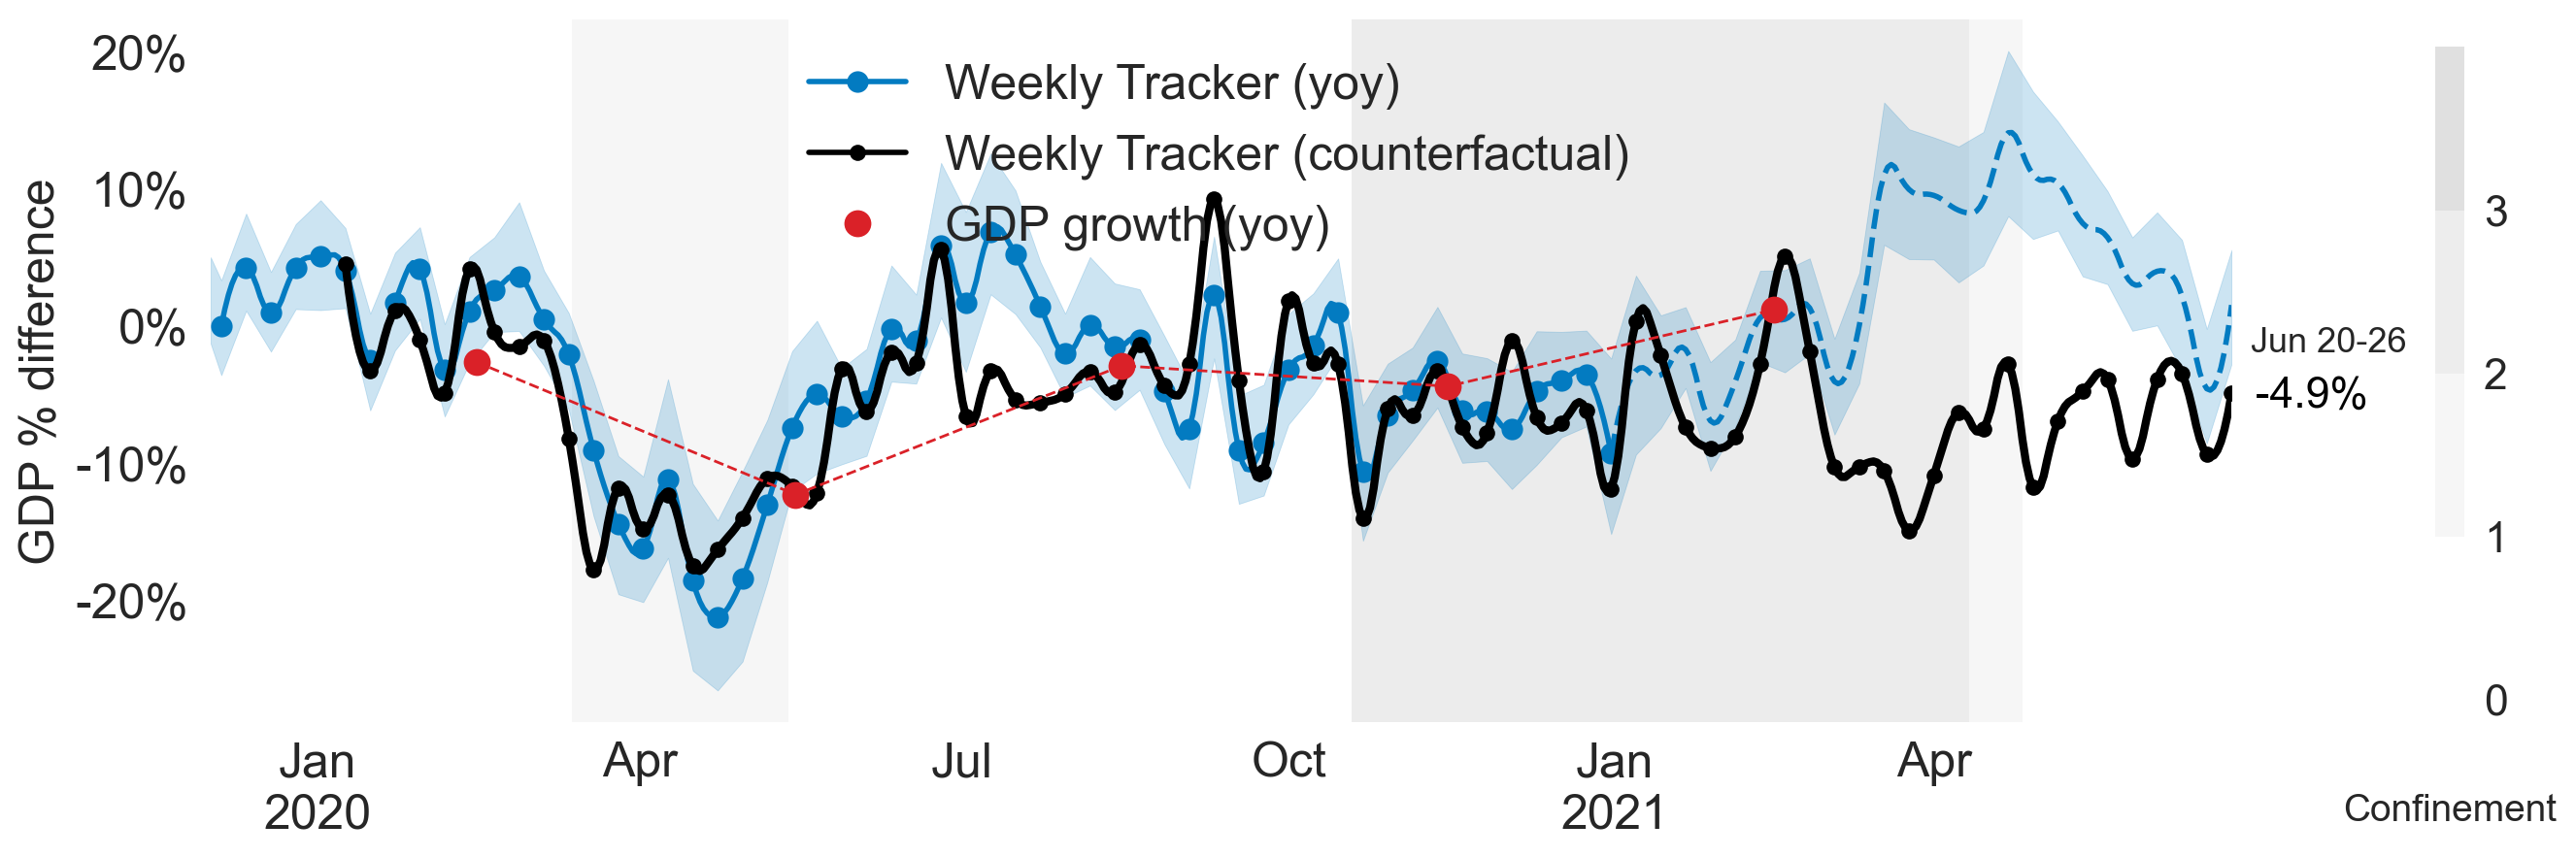 20%
10%
0%
-10%
-20%
GDP % difference
Weekly Tracker (yoy)
Weekly Tracker (counterfactual)
GDP growth (yoy)
Jun 20-26
-4.9%
3
2
1
0
Jan Apr Jul Oct Jan Apr
2020 2021
Confinement